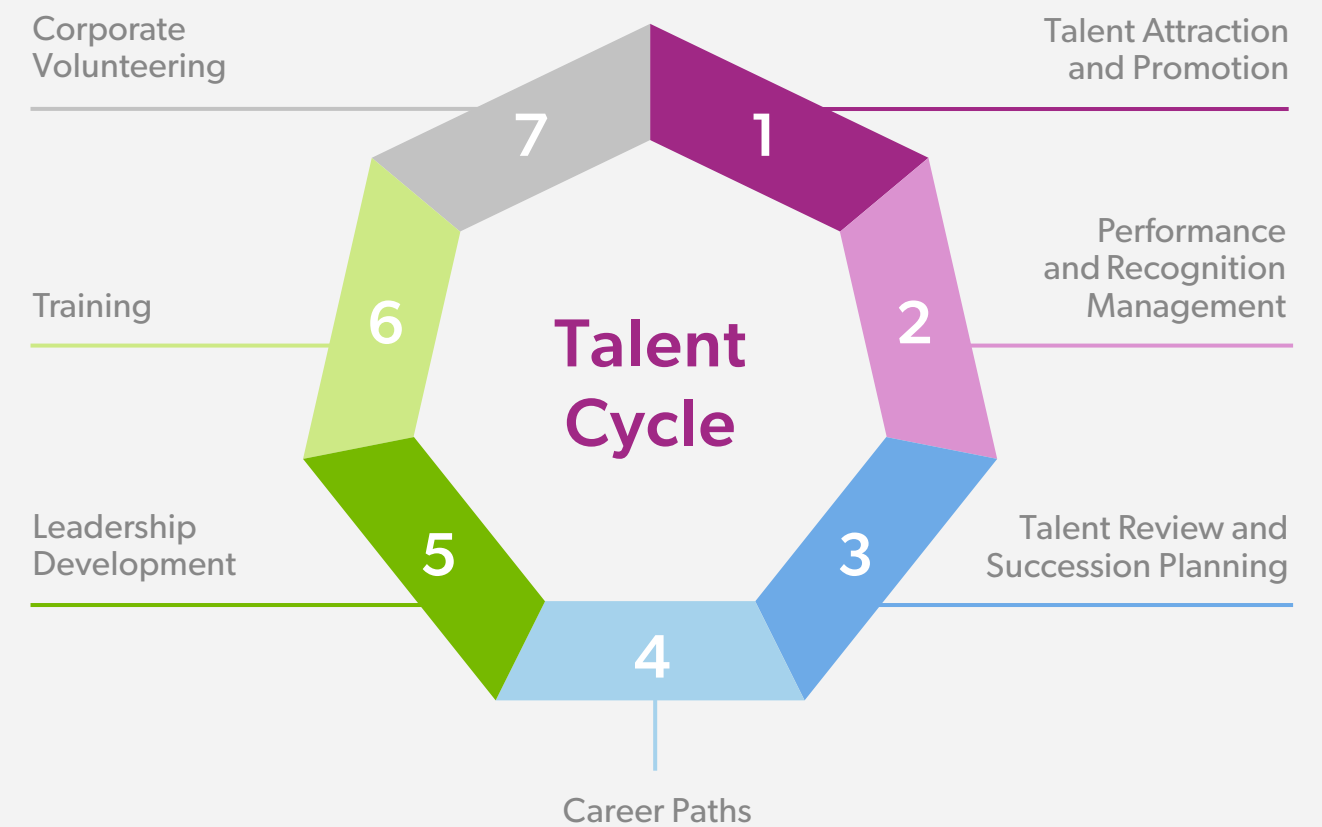 Corporate
Volunteering
7
Talent Attraction
and Promotion
1
Performance
and Recognition
Management
2
Talent Review and
Succession Planning
3
Career Paths
4
Leadership
Development
5
Training
6
Talent
Cycle